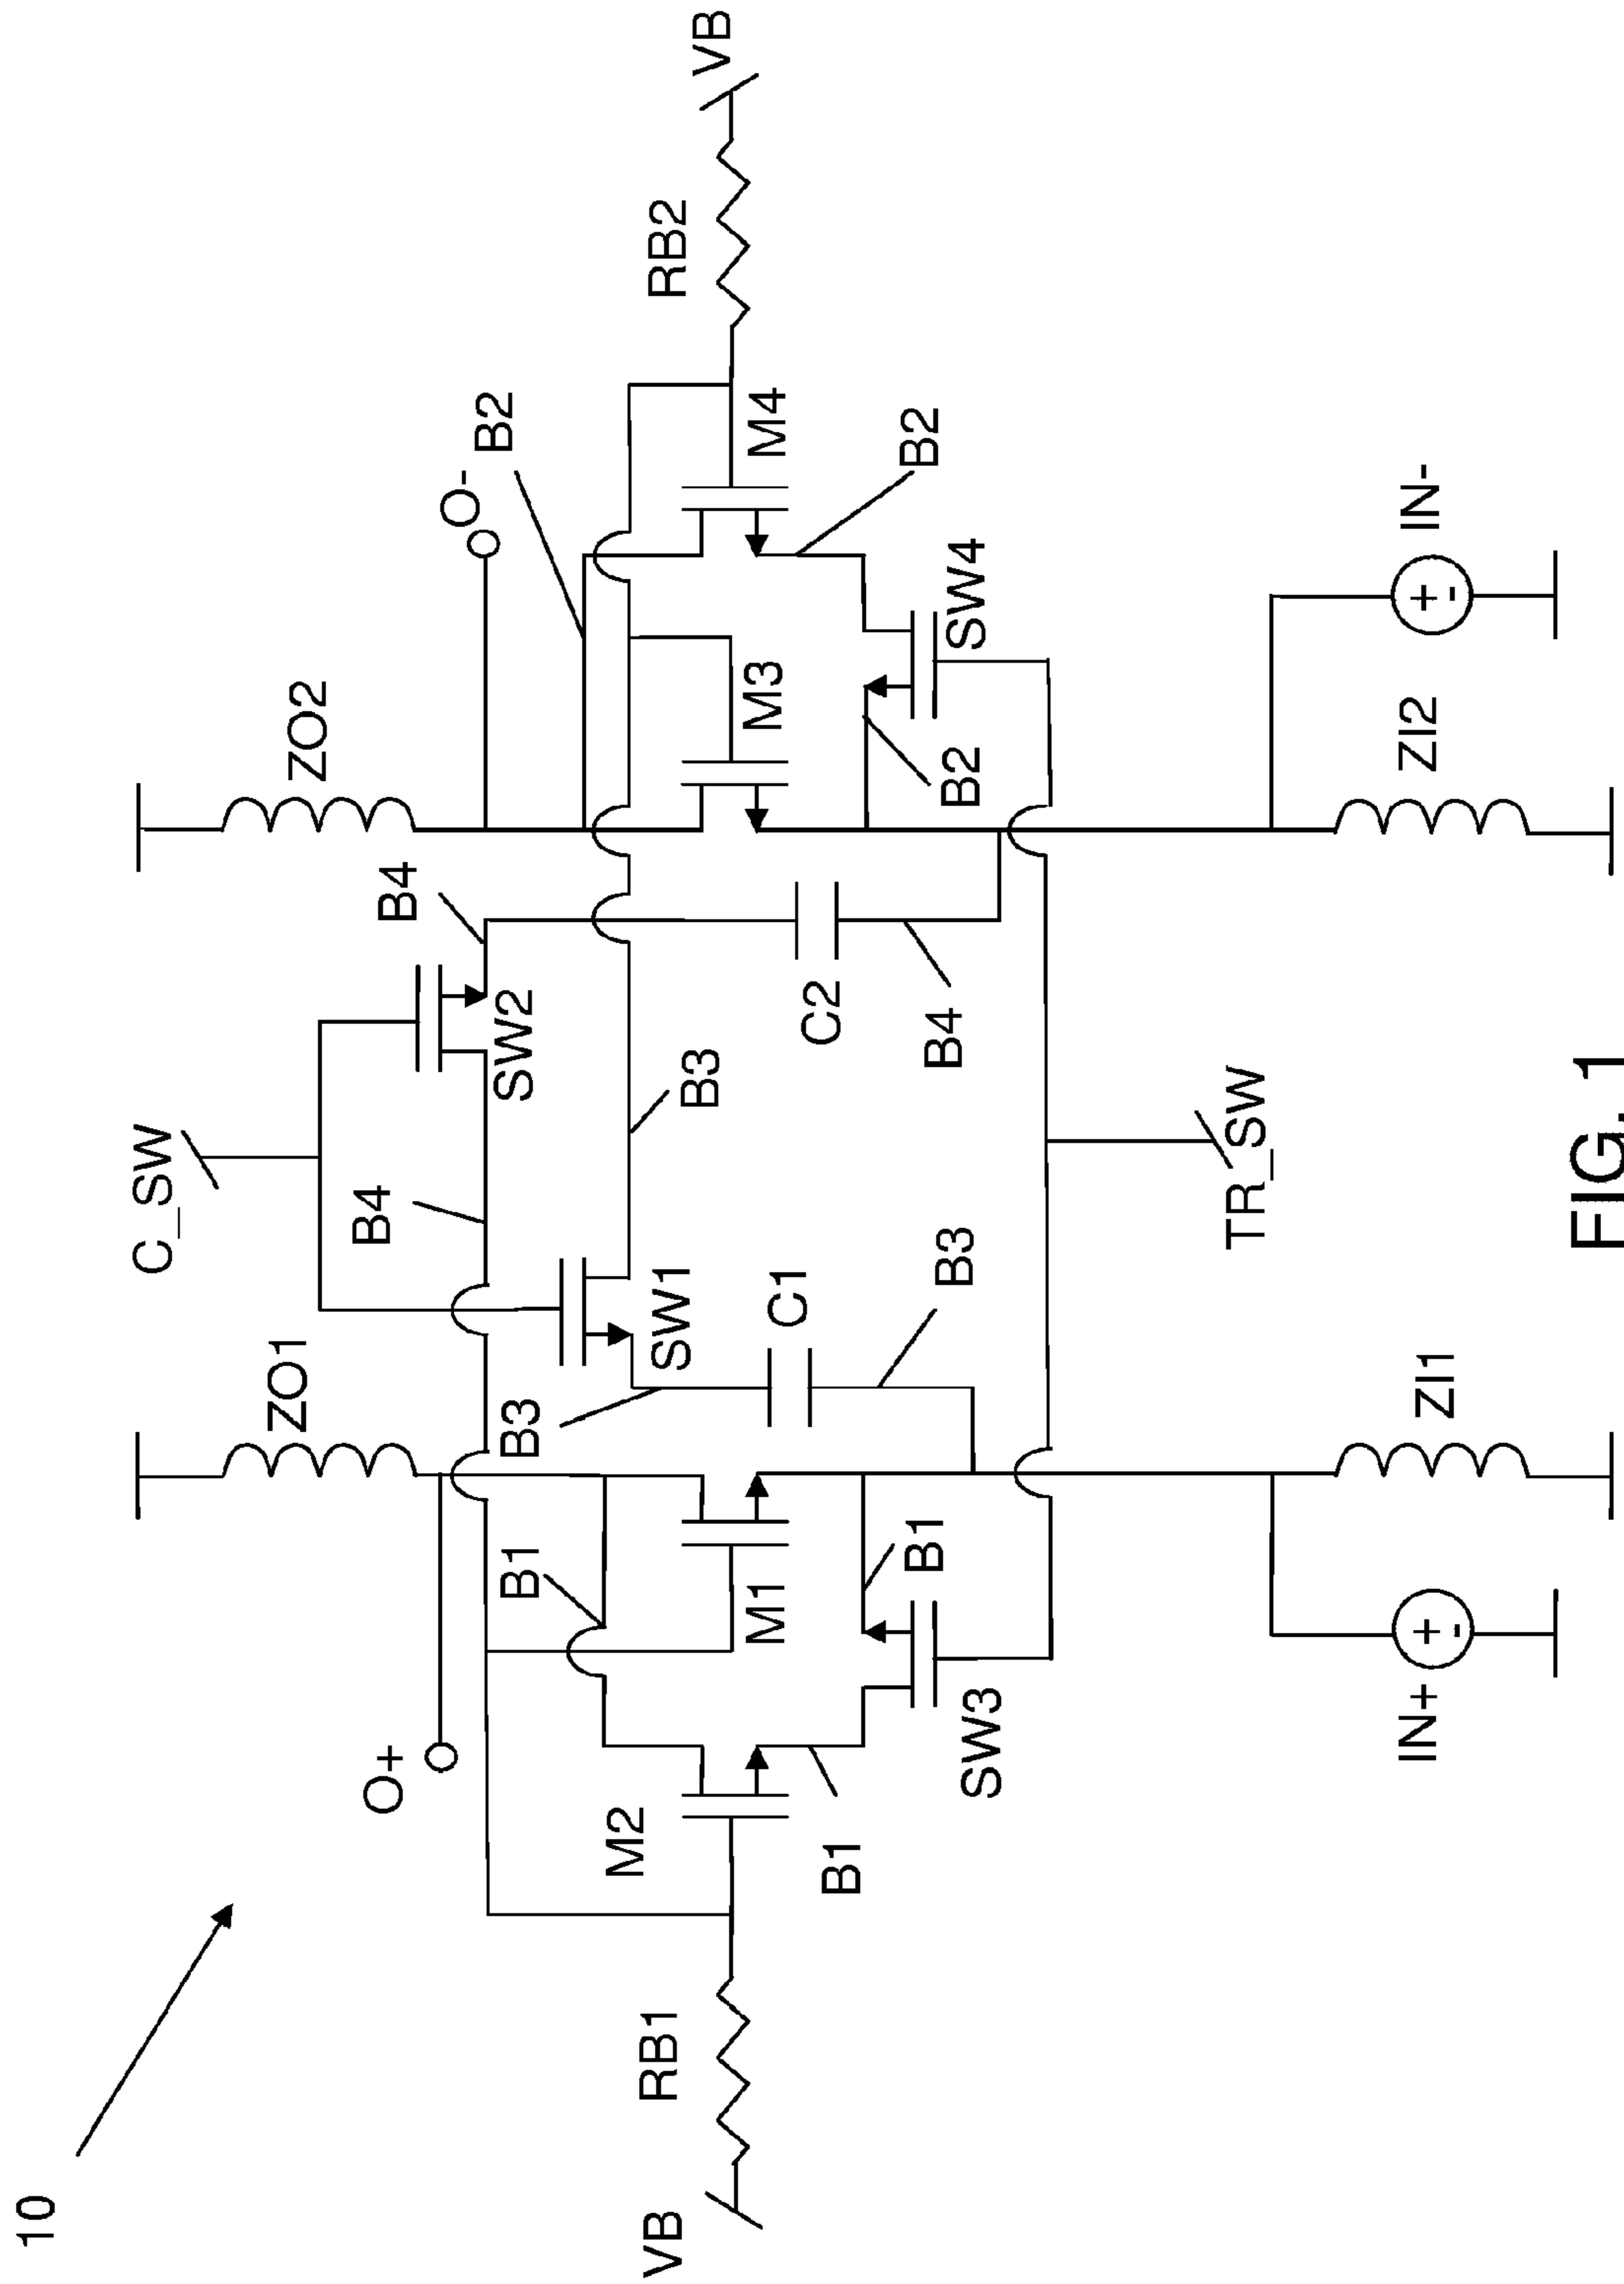 10
C_SW
ZO1
ZO2
B4
B4
O+
O-
B2
SW2
B1
B3
SW1
M2
M1
B3
C1
C2
M3
M4
VB
RB1
RB2
VB
B1
B1
B3
B4
B2
B2
SW3
SW4
TR_SW
IN+
ZI1
ZI2
IN-
FIG. 1